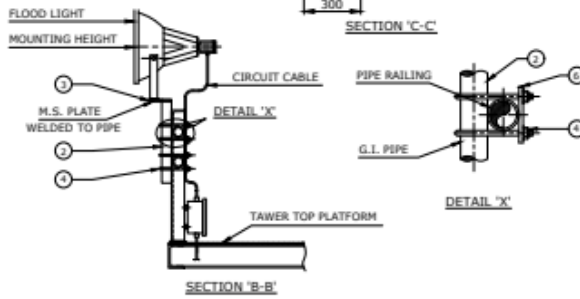 300
SECTION 'C-C'
FLOOD LIGHT
MOUNTING HEIGHT
3
M.S. PLATE
WELDED TO PIPE
2
4
CIRCUIT CABLE
DETAIL 'X'
TAWER TOP PLATFORM
SECTION 'B-B'
PIPE RAILING
G.I. PIPE
2
6
4
DETAIL 'X'